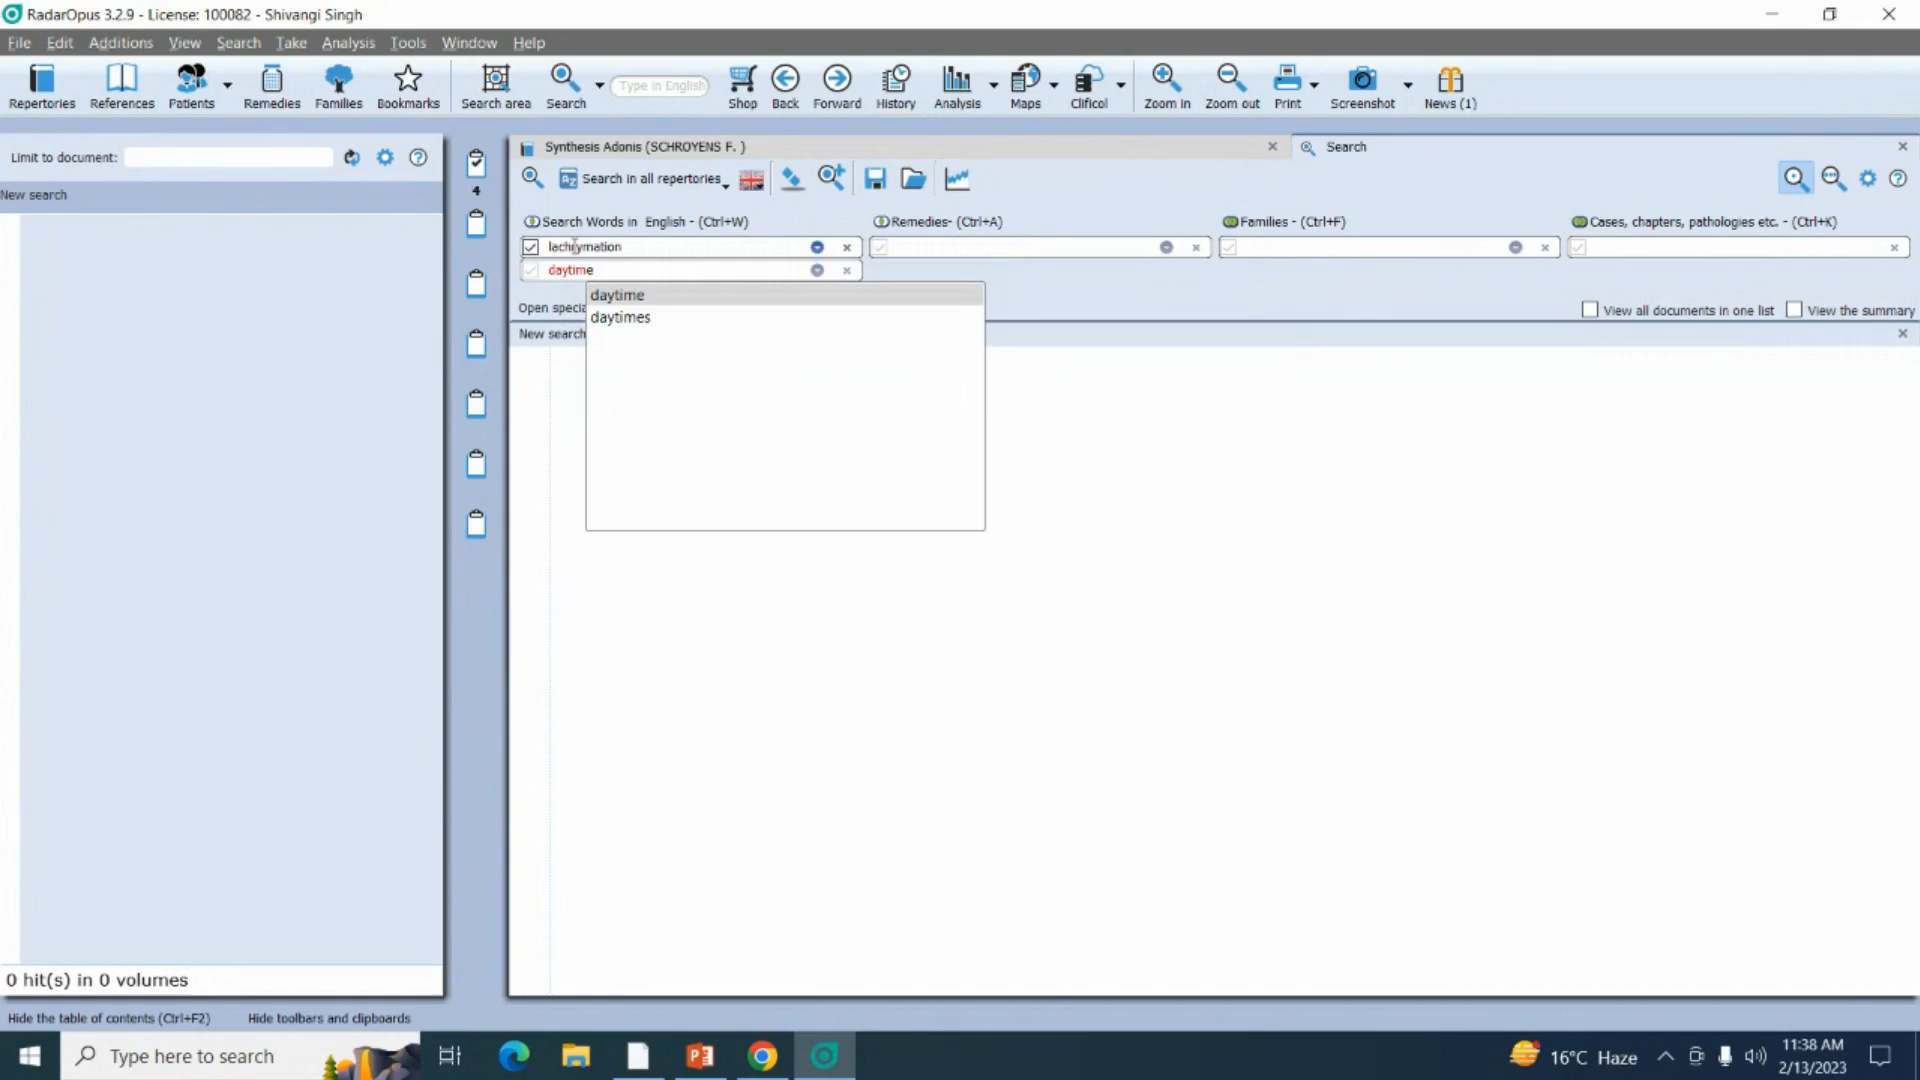 RadarOpus 3.2.9 - License: 100082 - Shivangi Singh
File Edit Additions View Search Take Analysis Tools Window Help
Repertories References Patients Remedies Families Bookmarks Search area Search Type in English Shop Back Forward History Analysis Maps Clificol Zoom in Zoom out Print Screenshot News (1)
Limit to document:
New search
4
Synthesis Adonis (SCHROYENS F. ) Search
Search in all repertories
Search Words in English - (Ctrl+W) Remedies- (Ctrl+A) Families - (Ctrl+F) Cases, chapters, pathologies etc. - (Ctrl+K)
lachrymation
daytime
daytime
daytimes
Open specia
View all documents in one list View the summary
New search
0 hit(s) in 0 volumes
Hide the table of contents (Ctrl+F2) Hide toolbars and clipboards
Type here to search
16°C Haze
11:38 AM
2/13/2023